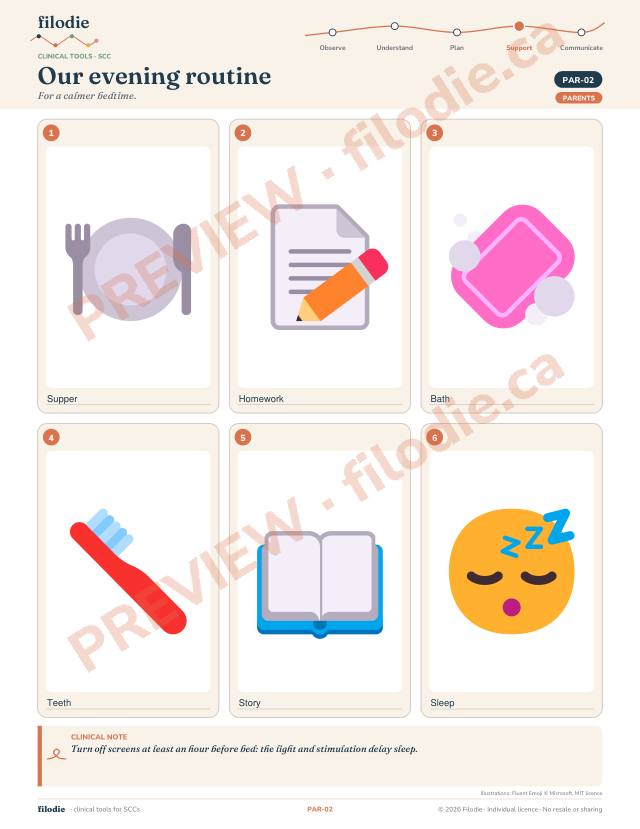 filodie
Observe Understand Plan Support Communicate
CLINICAL TOOLS · SCC
Our evening routine
For a calmer bedtime.
PAR-02
PARENTS
1
2
3
Supper
Homework
Bath
4
5
6
Teeth
Story
Sleep
PREVIEW · filodie.ca
PREVIEW · filodie.ca
CLINICAL NOTE
Turn off screens at least an hour before bed: the light and stimulation delay sleep.
Illustrations: Fluent Emoji © Microsoft, MIT licence
filodie · clinical tools for SCCs PAR-02 © 2026 Filodie · Individual licence · No resale or sharing